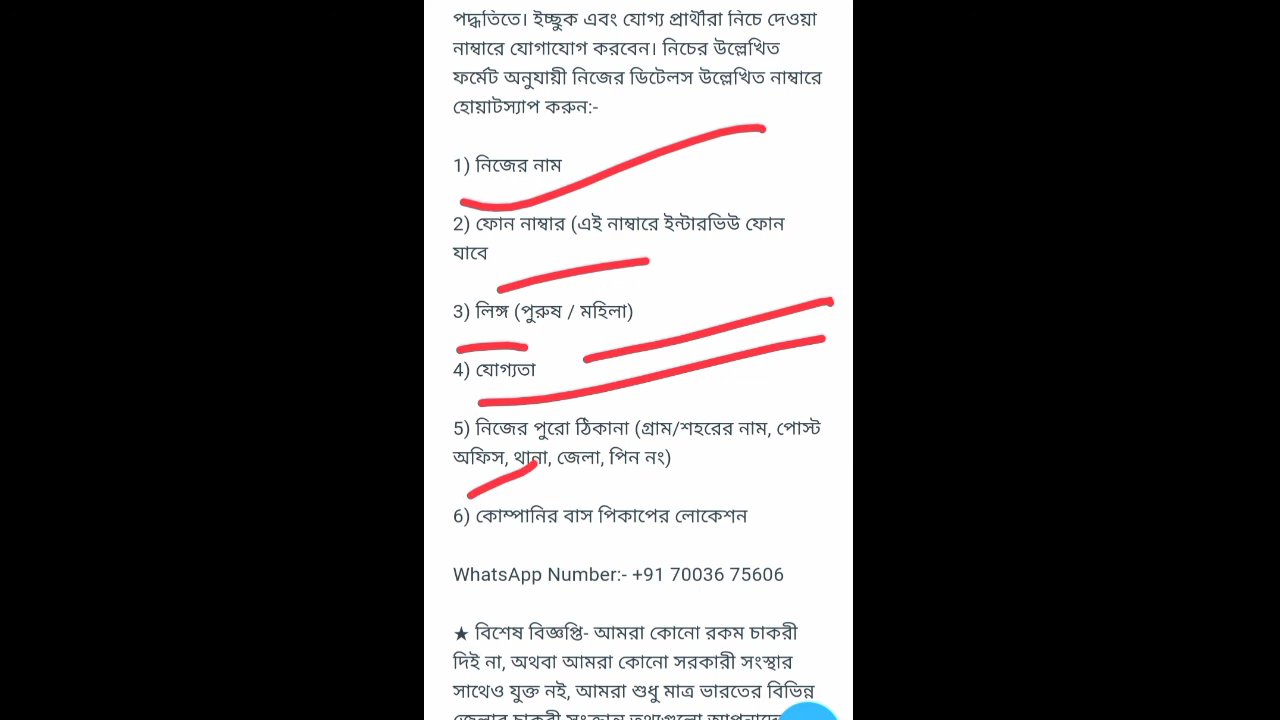 পদ্ধতিতে। ইচ্ছুক এবং যোগ্য প্রার্থীরা নিচে দেওয়া
নাম্বারে যোগাযোগ করবেন। নিচের উল্লেখিত
ফর্মেট অনুযায়ী নিজের ডিটেলস উল্লেখিত নাম্বারে
হোয়াটস্যাপ করুন:-
1) নিজের নাম
2) ফোন নাম্বার (এই নাম্বারে ইন্টারভিউ ফোন
যাবে
3) লিঙ্গ (পুরুষ / মহিলা)
4) যোগ্যতা
5) নিজের পুরো ঠিকানা (গ্রাম/শহরের নাম, পোস্ট
অফিস, থানা, জেলা, পিন নং)
6) কোম্পানির বাস পিকাপের লোকেশন
WhatsApp Number:- +91 70036 75606
★ বিশেষ বিজ্ঞপ্তি- আমরা কোনো রকম চাকরী
দিই না, অথবা আমরা কোনো সরকারী সংস্থার
সাথেও যুক্ত নই, আমরা শুধু মাত্র ভারতের বিভিন্ন